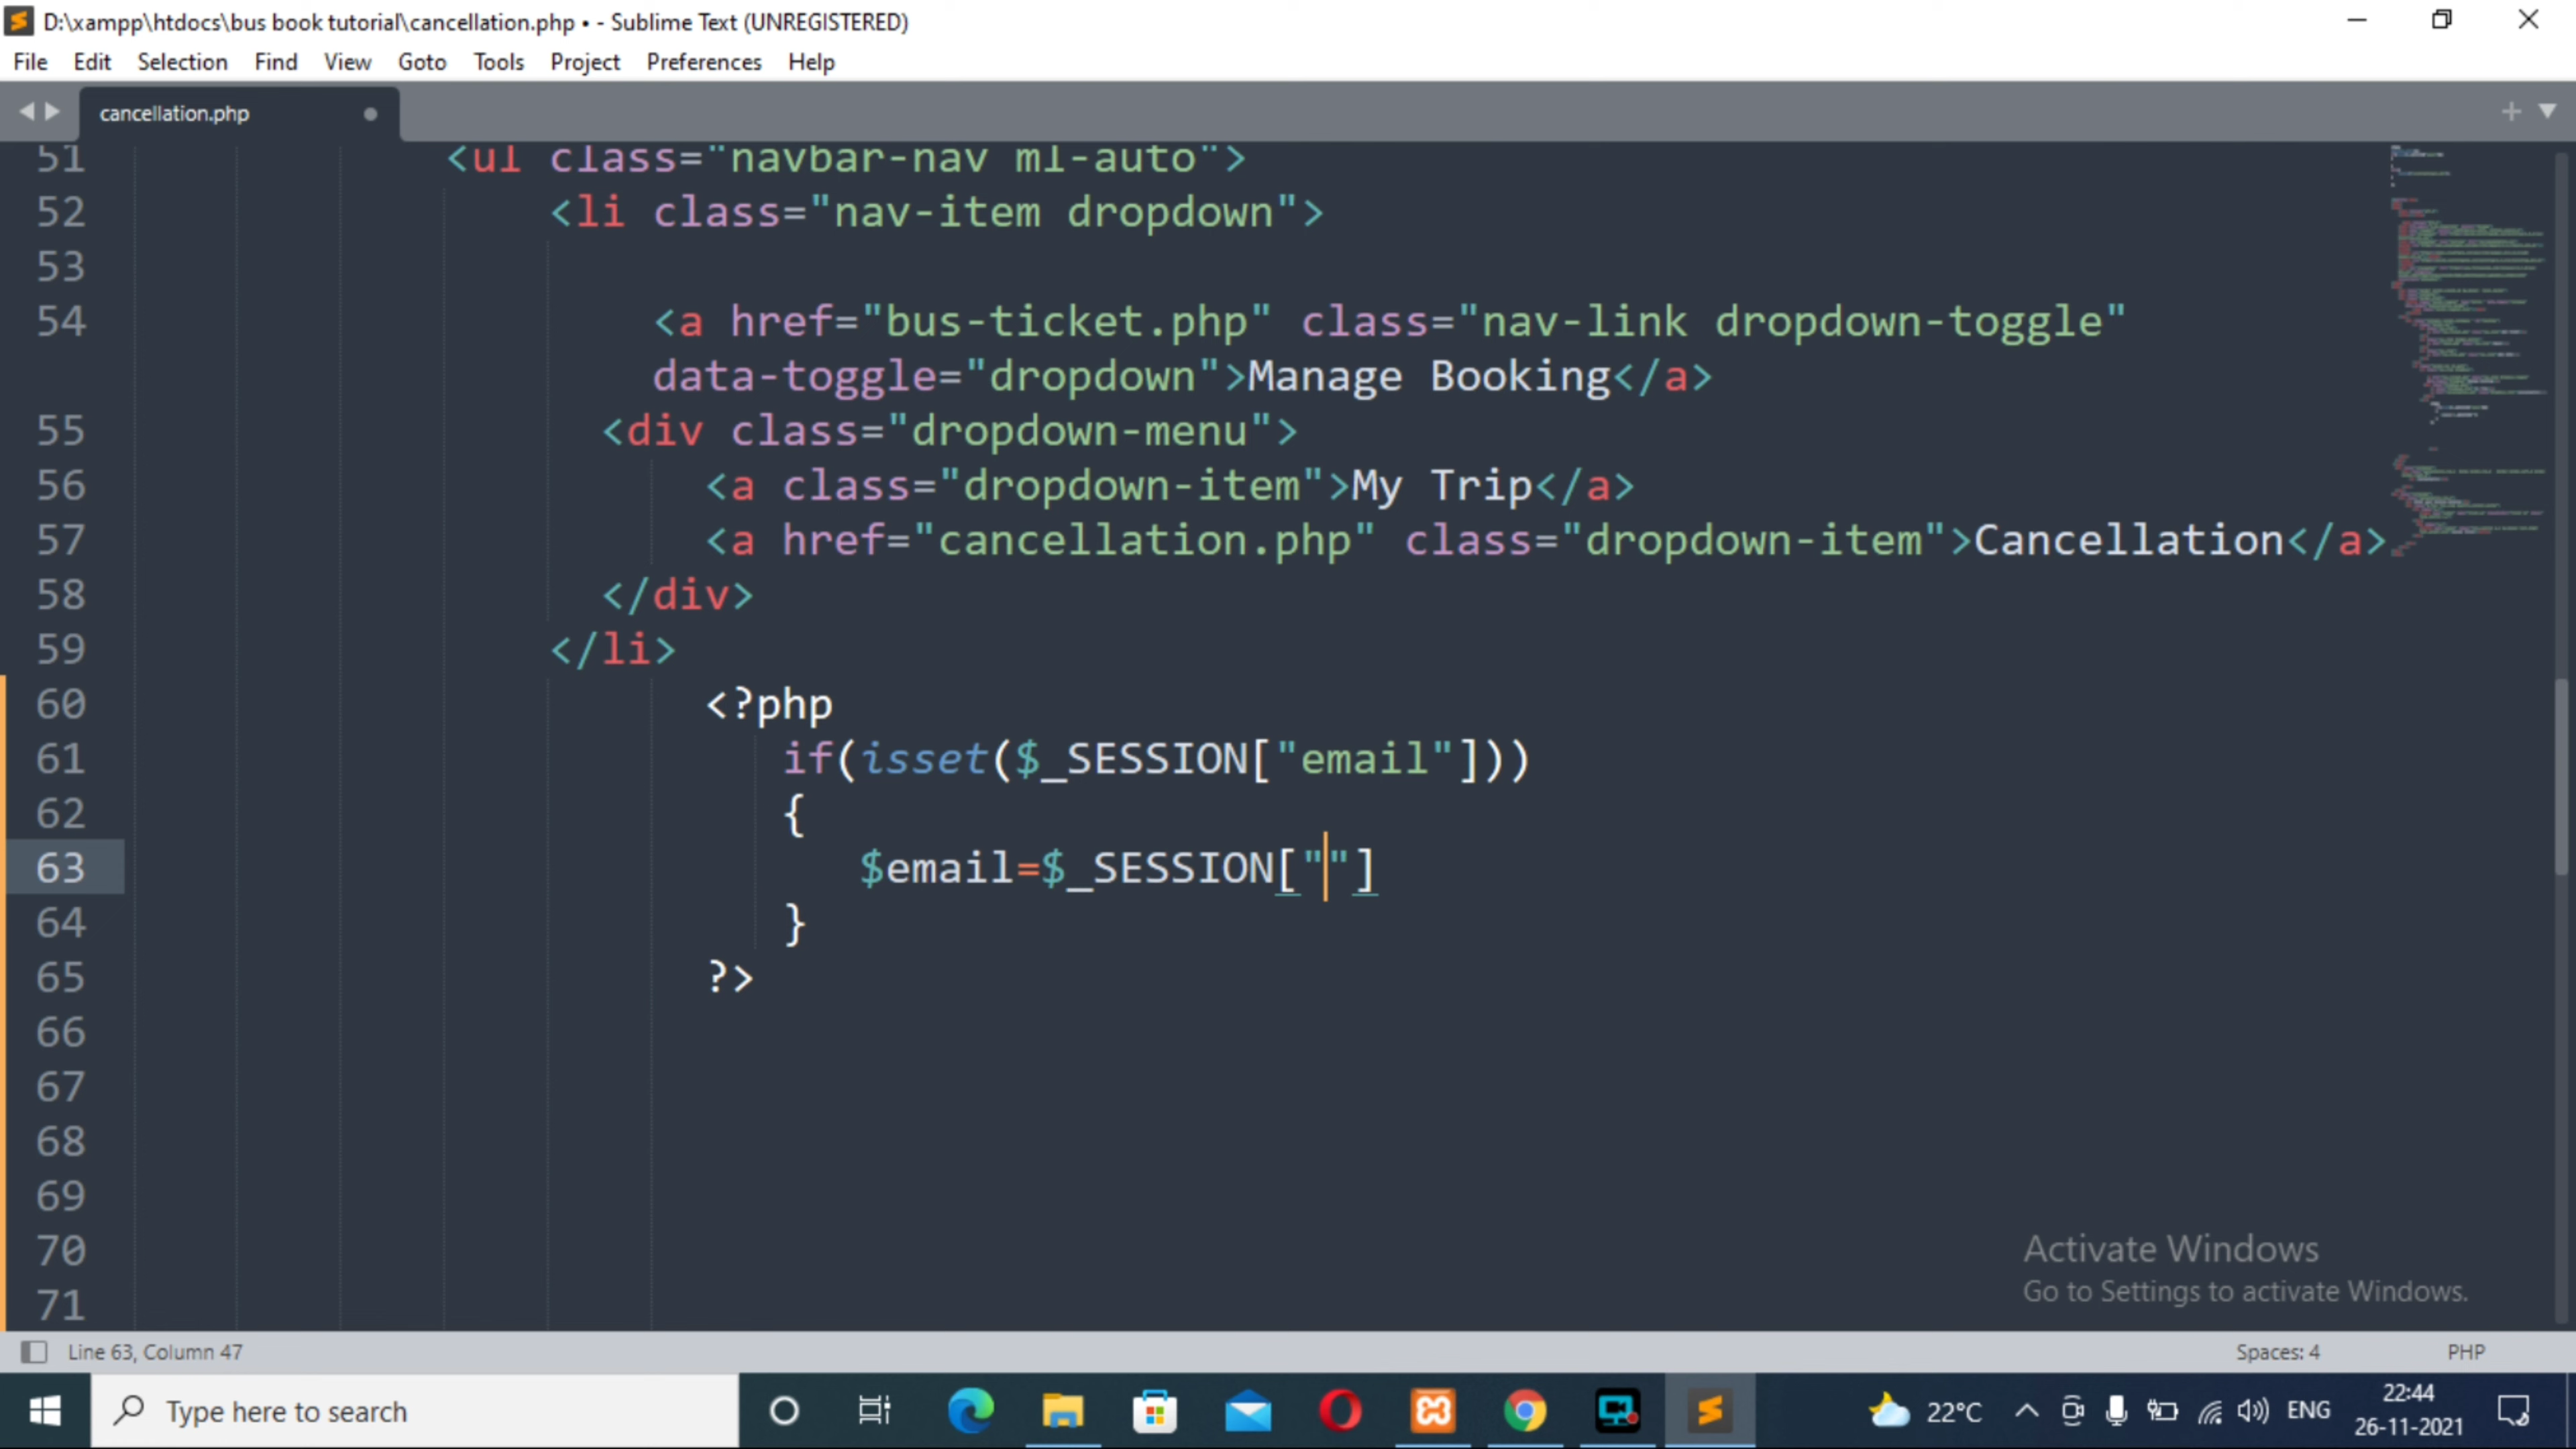 D:\xampp\htdocs\bus book tutorial\cancellation.php • - Sublime Text (UNREGISTERED)
File Edit Selection Find View Goto Tools Project Preferences Help
cancellation.php
51 <ul class="navbar-nav ml-auto">
52 <li class="nav-item dropdown">
53
54 <a href="bus-ticket.php" class="nav-link dropdown-toggle"
data-toggle="dropdown">Manage Booking</a>
55 <div class="dropdown-menu">
56 <a class="dropdown-item">My Trip</a>
57 <a href="cancellation.php" class="dropdown-item">Cancellation</a>
58 </div>
59 </li>
60 <?php
61 if(isset($_SESSION["email"]))
62 {
63 $email=$_SESSION[""]
64 }
65 ?>
66
67
68
69
70
71
Activate Windows
Go to Settings to activate Windows.
Line 63, Column 47 Spaces: 4 PHP
Type here to search 22°C ENG 22:44
26-11-2021